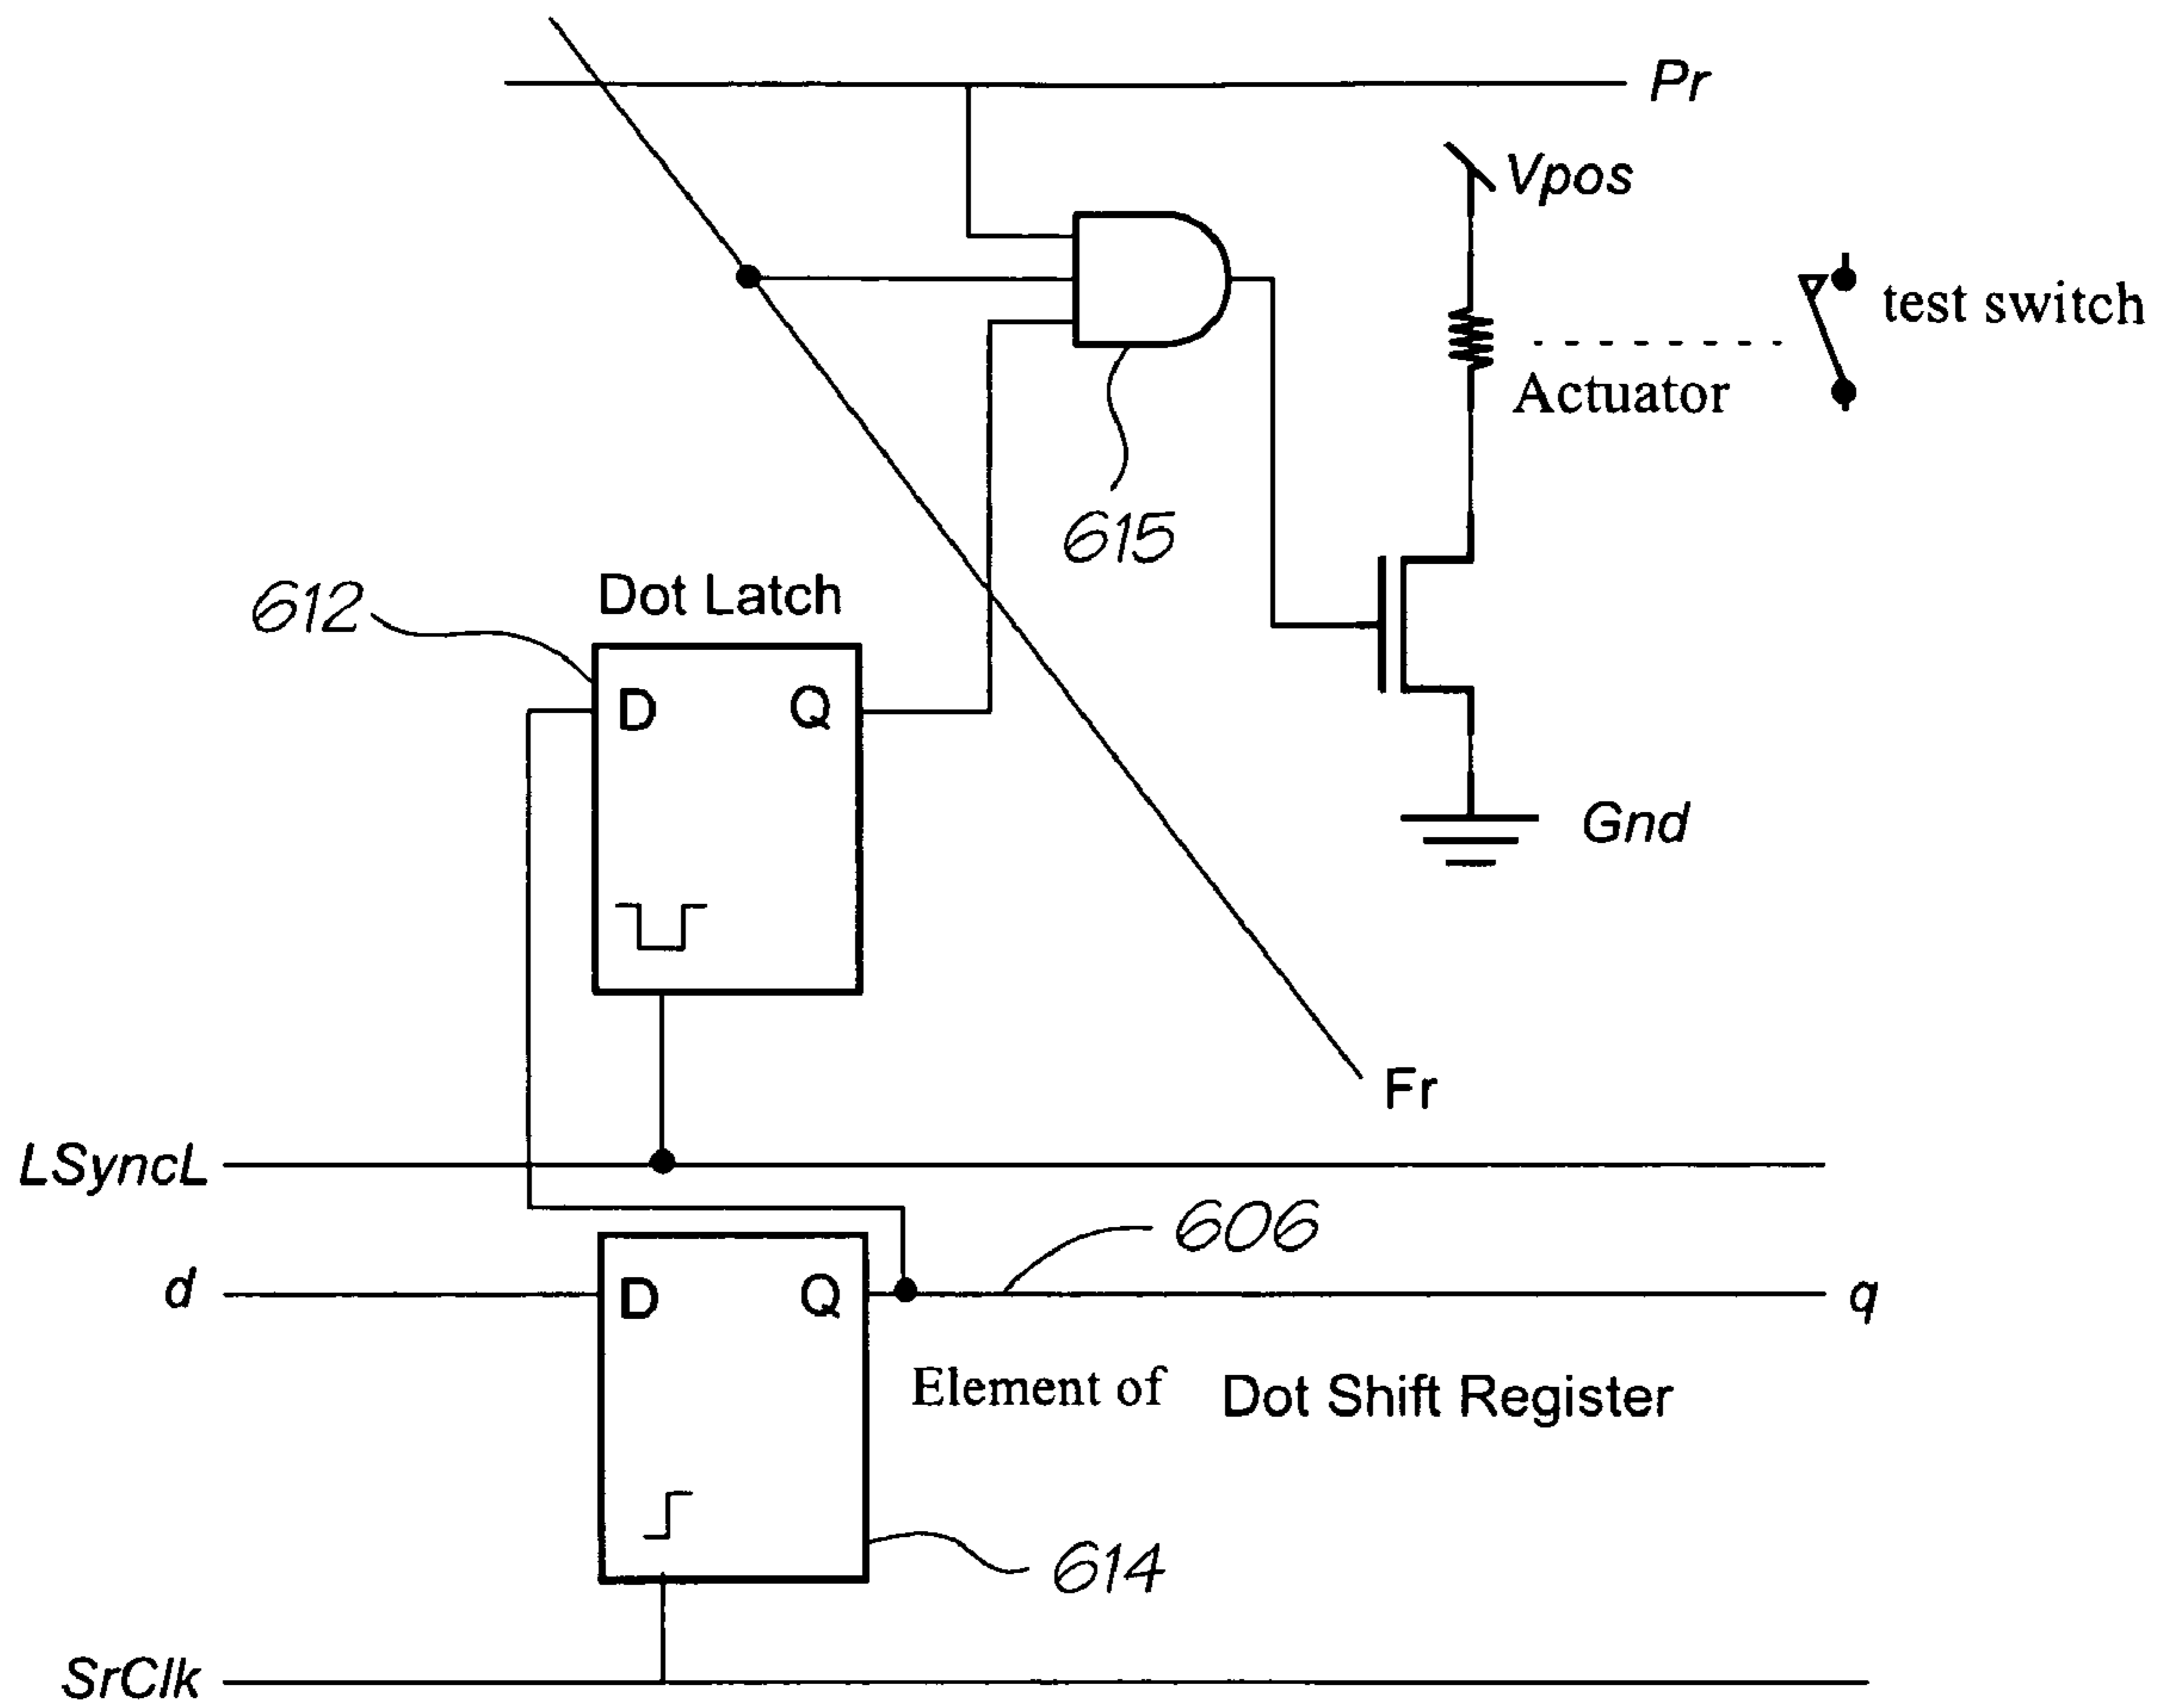 Pr
Vpos
test switch
Actuator
615
612
Dot Latch
D Q
Gnd
Fr
LSyncL
606
d
D Q
q
Element of Dot Shift Register
614
SrClk